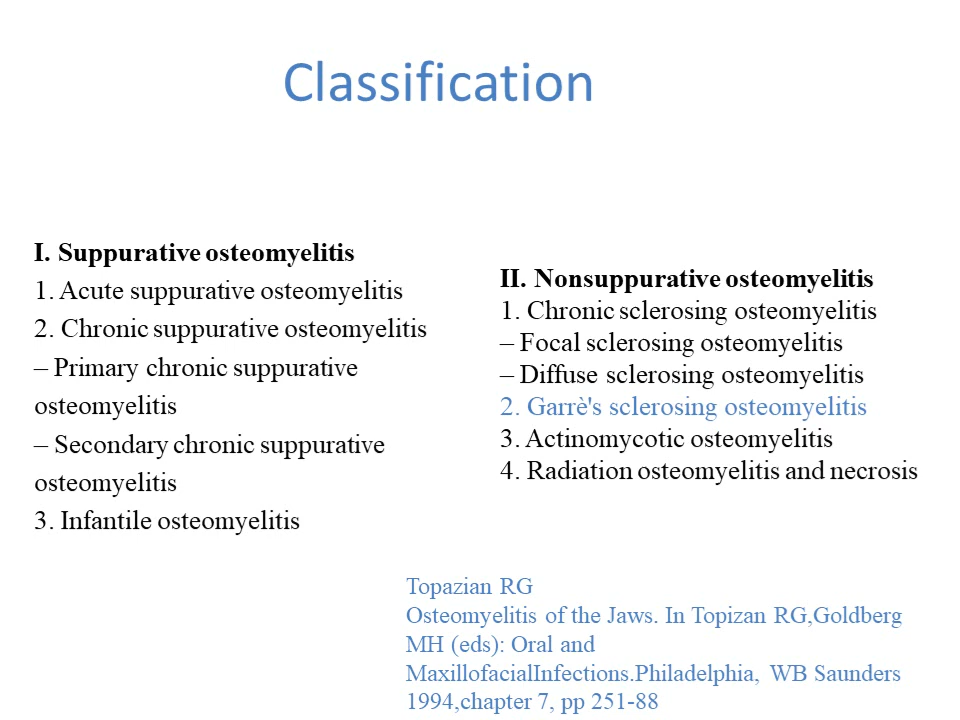 Classification
I. Suppurative osteomyelitis
1. Acute suppurative osteomyelitis
2. Chronic suppurative osteomyelitis
– Primary chronic suppurative
osteomyelitis
– Secondary chronic suppurative
osteomyelitis
3. Infantile osteomyelitis
II. Nonsuppurative osteomyelitis
1. Chronic sclerosing osteomyelitis
– Focal sclerosing osteomyelitis
– Diffuse sclerosing osteomyelitis
2. Garrè's sclerosing osteomyelitis
3. Actinomycotic osteomyelitis
4. Radiation osteomyelitis and necrosis
Topazian RG
Osteomyelitis of the Jaws. In Topizan RG,Goldberg
MH (eds): Oral and
MaxillofacialInfections.Philadelphia, WB Saunders
1994,chapter 7, pp 251-88